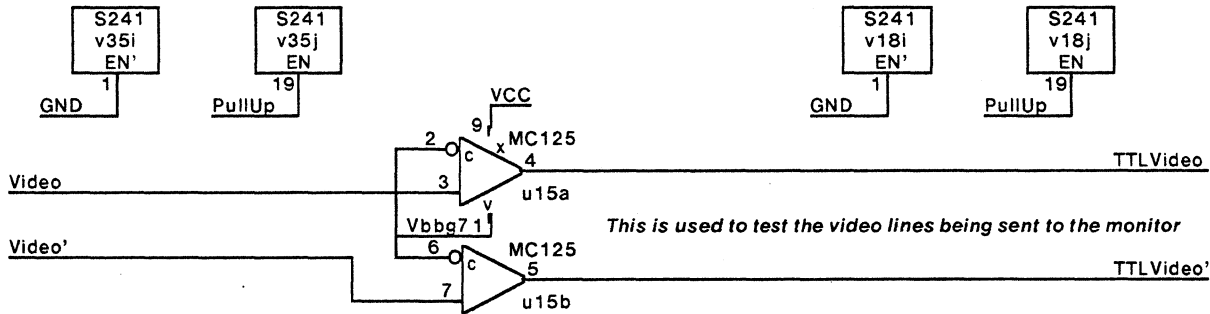 S241
v35i
EN'
1
GND
S241
v35j
EN
19
PullUp
S241
v18i
EN'
1
GND
S241
v18j
EN
19
PullUp
VCC
9
2
MC125
x
c
4
TTLVideo
Video
3
u15a
v
Vbbg7 1
This is used to test the video lines being sent to the monitor
Video'
6
MC125
c
5
TTLVideo'
7
u15b